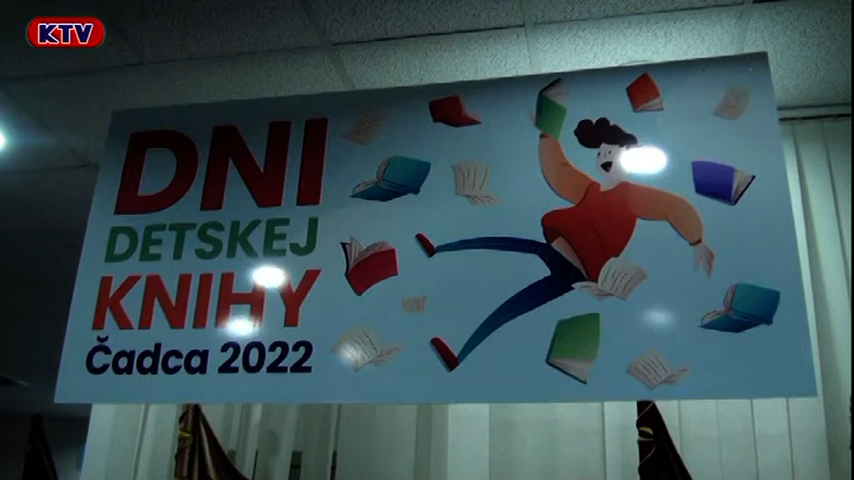 KTV
DNI
DETSKEJ
KNIHY
Čadca 2022